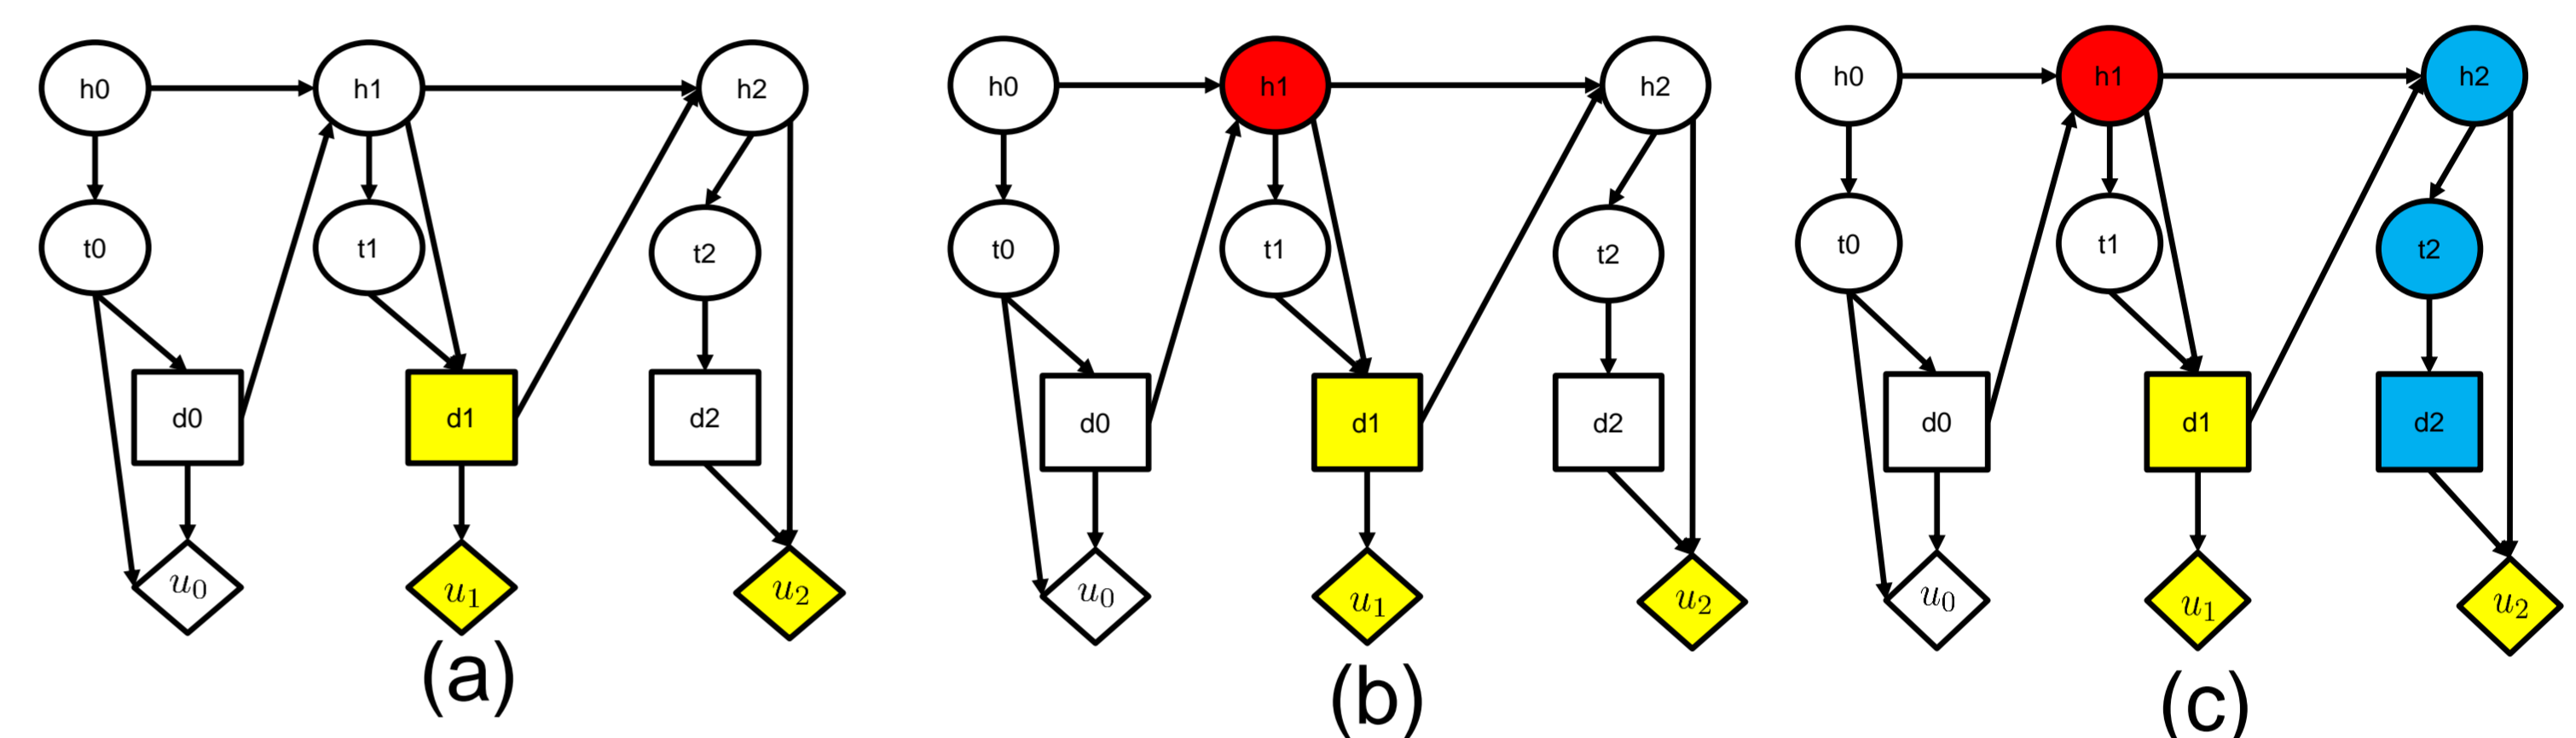 h0 h1 h2
t0 t1 t2
d0 d1 d2
u0 u1 u2
(a)
h0 h1 h2
t0 t1 t2
d0 d1 d2
u0 u1 u2
(b)
h0 h1 h2
t0 t1 t2
d0 d1 d2
u0 u1 u2
(c)